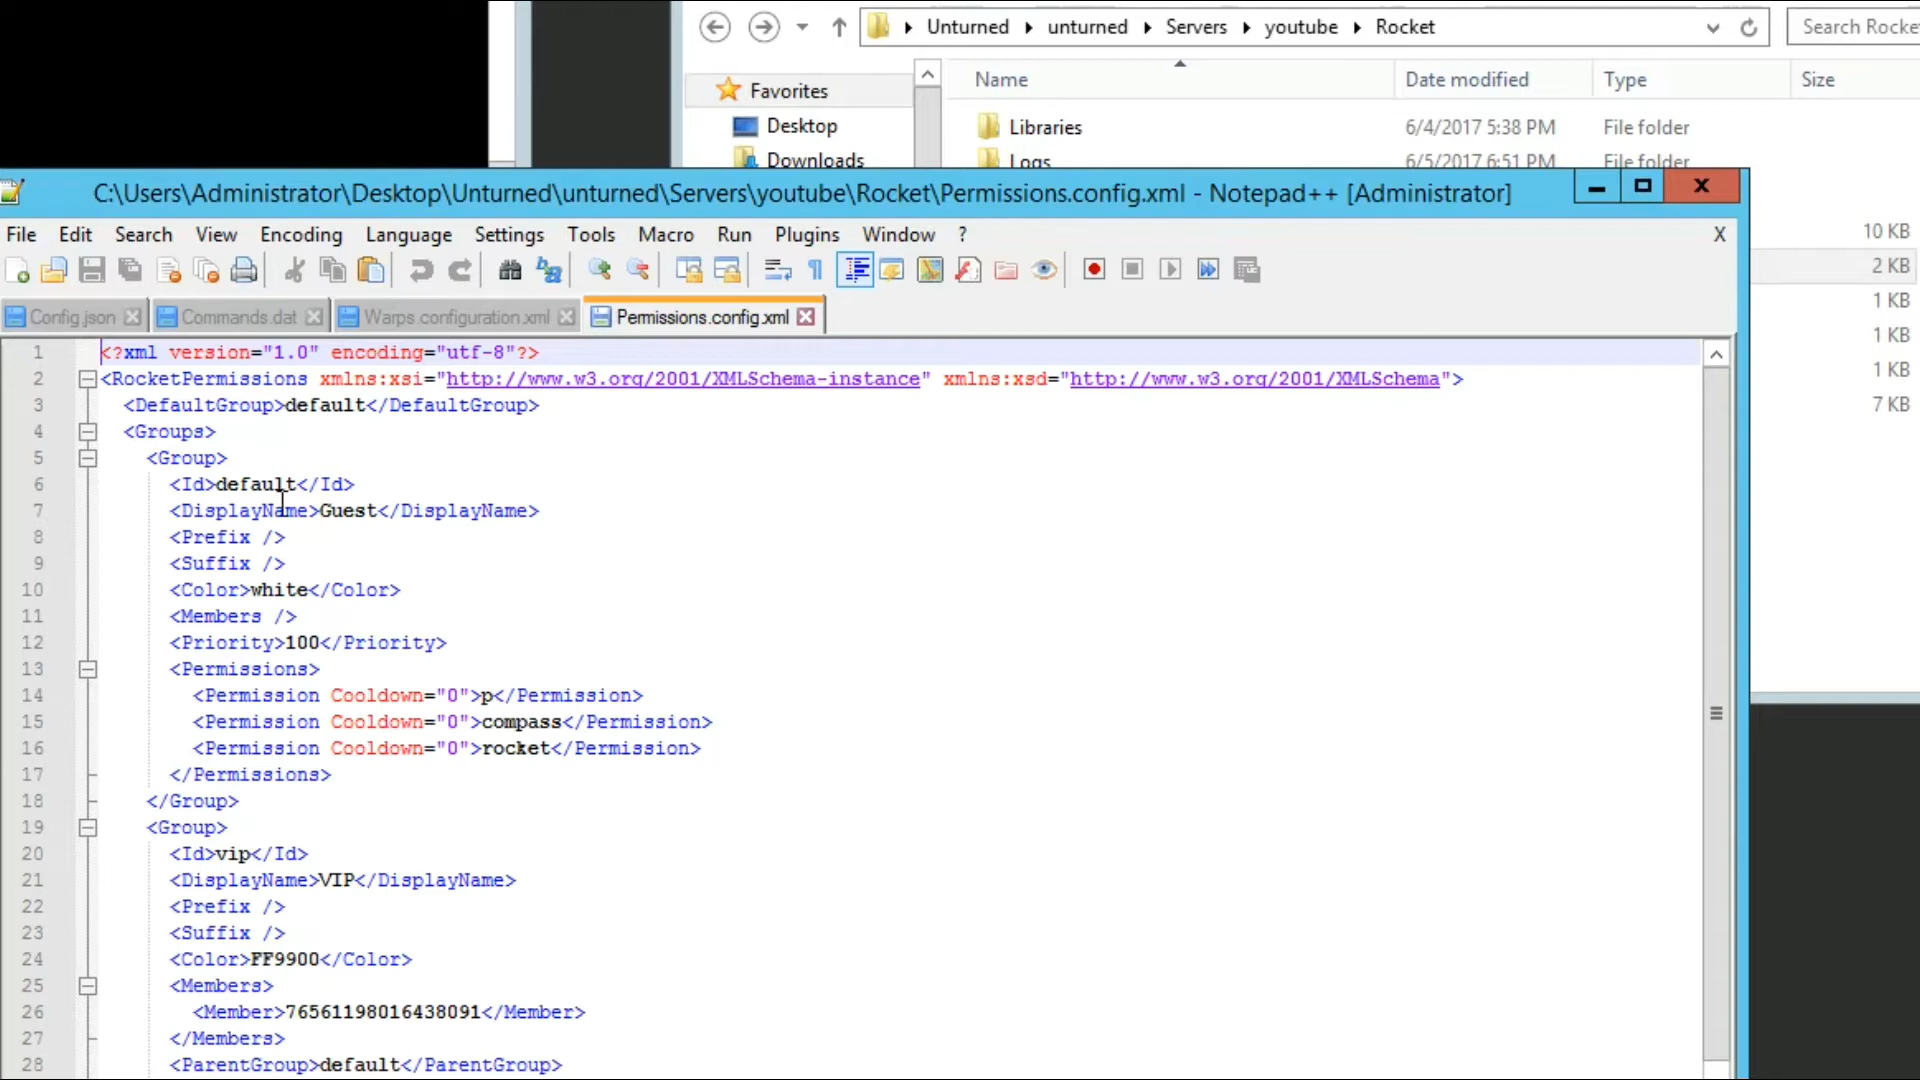 Unturned unturned Servers youtube Rocket
Search Rocke
Name Date modified Type Size
Favorites
Desktop
Downloads
Libraries 6/4/2017 5:38 PM File folder
Logs 6/5/2017 6:51 PM File folder
10 KB
2 KB
1 KB
1 KB
1 KB
7 KB
C:\Users\Administrator\Desktop\Unturned\unturned\Servers\youtube\Rocket\Permissions.config.xml - Notepad++ [Administrator]
File Edit Search View Encoding Language Settings Tools Macro Run Plugins Window ? X
Config.json Commands.dat Warps.configuration.xml Permissions.config.xml
1 <?xml version="1.0" encoding="utf-8"?>
2 <RocketPermissions xmlns:xsi="http://www.w3.org/2001/XMLSchema-instance" xmlns:xsd="http://www.w3.org/2001/XMLSchema">
3 <DefaultGroup>default</DefaultGroup>
4 <Groups>
5 <Group>
6 <Id>default</Id>
7 <DisplayName>Guest</DisplayName>
8 <Prefix />
9 <Suffix />
10 <Color>white</Color>
11 <Members />
12 <Priority>100</Priority>
13 <Permissions>
14 <Permission Cooldown="0">p</Permission>
15 <Permission Cooldown="0">compass</Permission>
16 <Permission Cooldown="0">rocket</Permission>
17 </Permissions>
18 </Group>
19 <Group>
20 <Id>vip</Id>
21 <DisplayName>VIP</DisplayName>
22 <Prefix />
23 <Suffix />
24 <Color>FF9900</Color>
25 <Members>
26 <Member>76561198016438091</Member>
27 </Members>
28 <ParentGroup>default</ParentGroup>